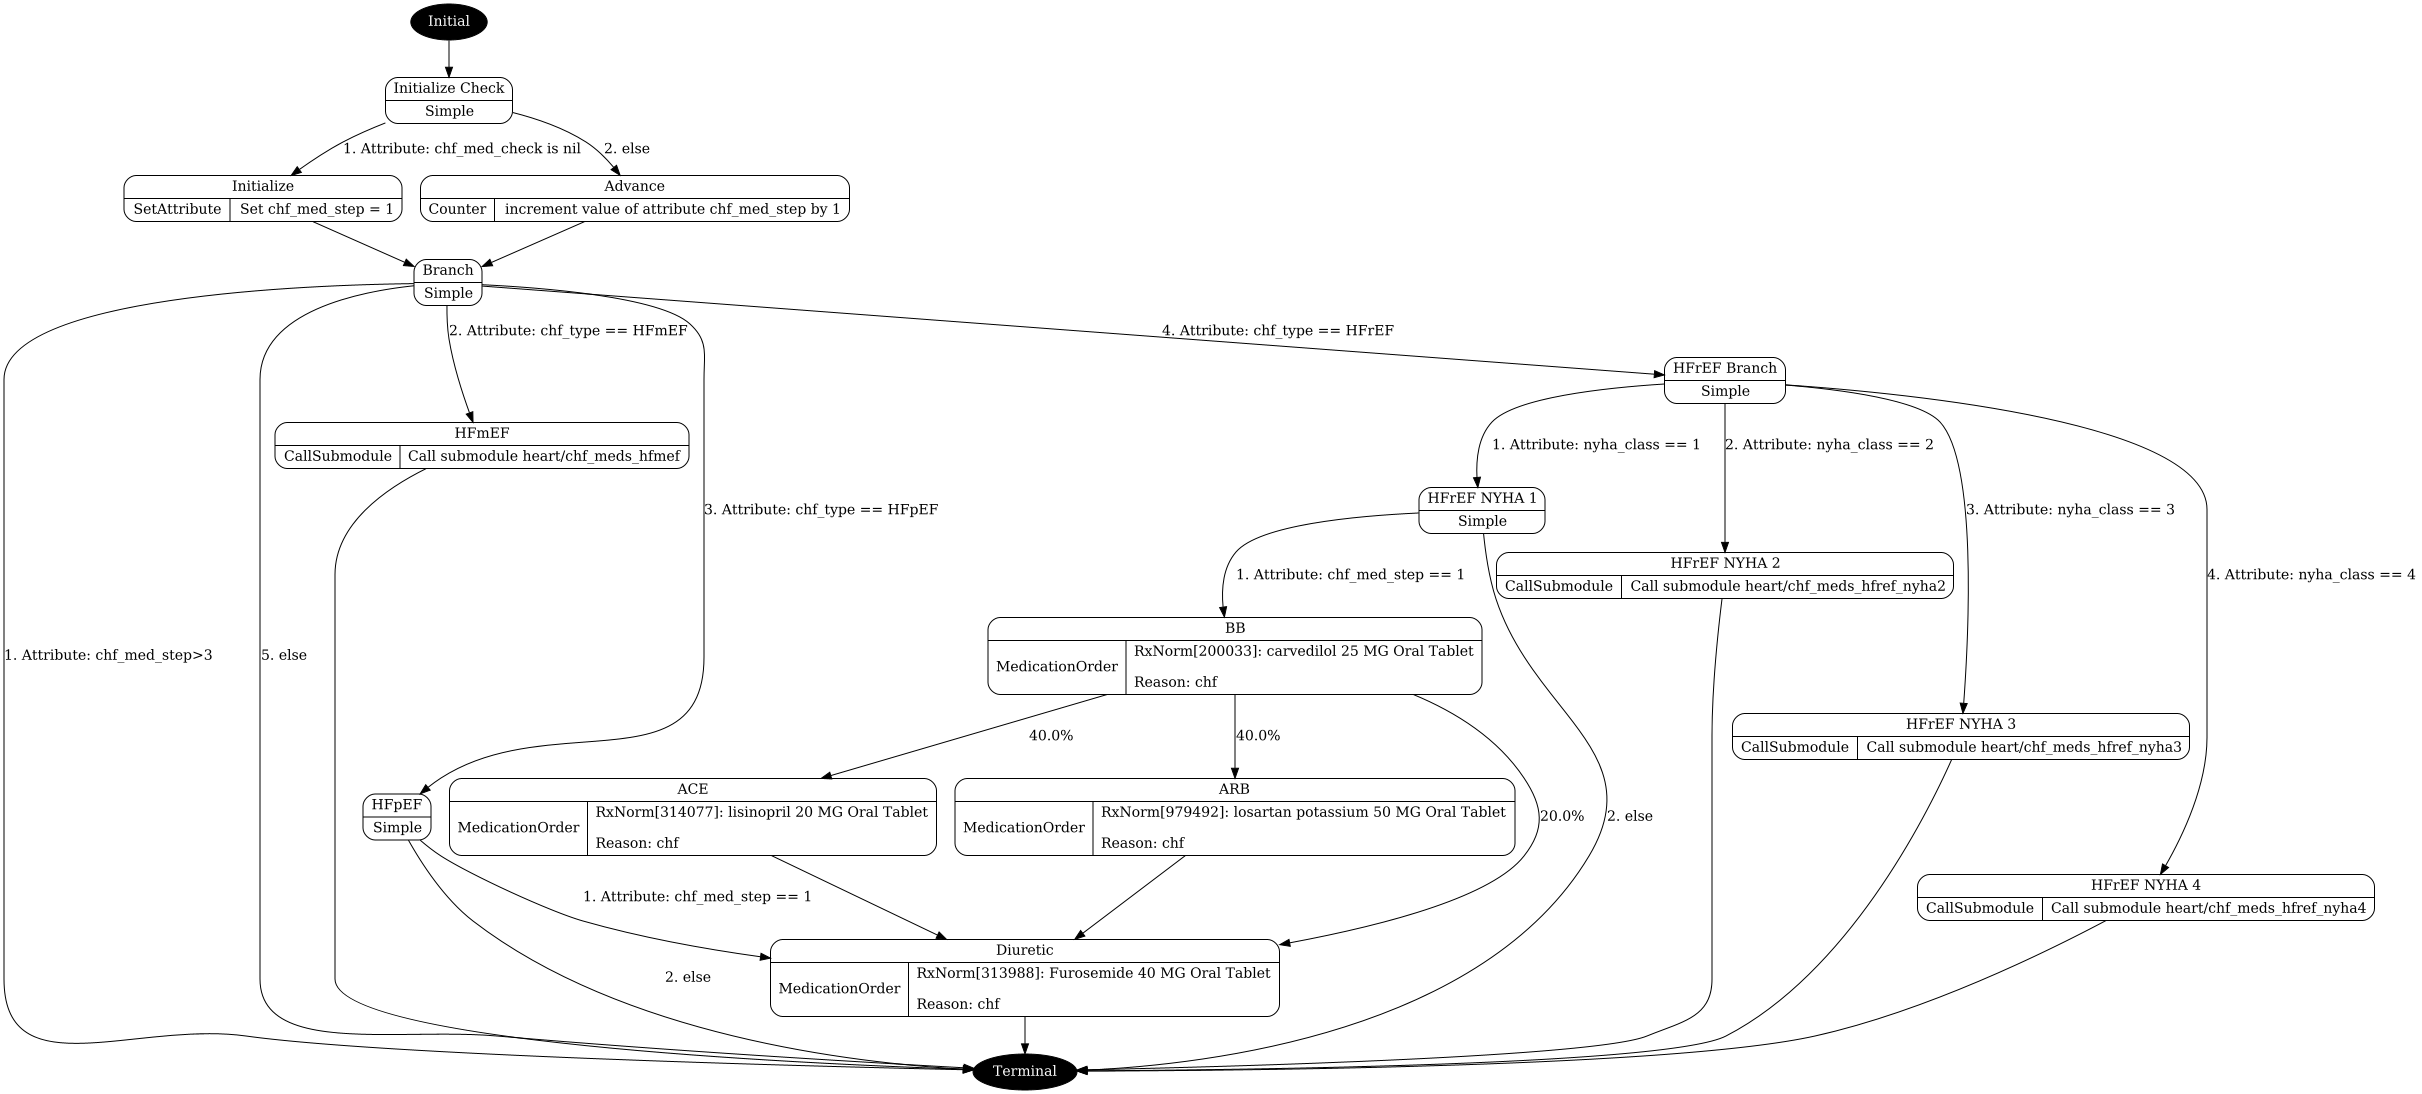 Initial
Initialize Check
Simple
1. Attribute: chf_med_check is nil
2. else
Initialize
SetAttribute
Set chf_med_step = 1
Advance
Counter
increment value of attribute chf_med_step by 1
Branch
Simple
2. Attribute: chf_type == HFmEF
4. Attribute: chf_type == HFrEF
HFrEF Branch
Simple
HFmEF
CallSubmodule
Call submodule heart/chf_meds_hfmef
1. Attribute: nyha_class == 1
2. Attribute: nyha_class == 2
HFrEF NYHA 1
Simple
3. Attribute: chf_type == HFpEF
3. Attribute: nyha_class == 3
HFrEF NYHA 2
CallSubmodule
Call submodule heart/chf_meds_hfref_nyha2
1. Attribute: chf_med_step == 1
4. Attribute: nyha_class == 4
BB
MedicationOrder
RxNorm[200033]: carvedilol 25 MG Oral Tablet
Reason: chf
1. Attribute: chf_med_step>3
5. else
40.0%
40.0%
HFrEF NYHA 3
CallSubmodule
Call submodule heart/chf_meds_hfref_nyha3
HFpEF
Simple
ACE
MedicationOrder
RxNorm[314077]: lisinopril 20 MG Oral Tablet
Reason: chf
ARB
MedicationOrder
RxNorm[979492]: losartan potassium 50 MG Oral Tablet
Reason: chf
20.0%
2. else
1. Attribute: chf_med_step == 1
HFrEF NYHA 4
CallSubmodule
Call submodule heart/chf_meds_hfref_nyha4
2. else
Diuretic
MedicationOrder
RxNorm[313988]: Furosemide 40 MG Oral Tablet
Reason: chf
Terminal